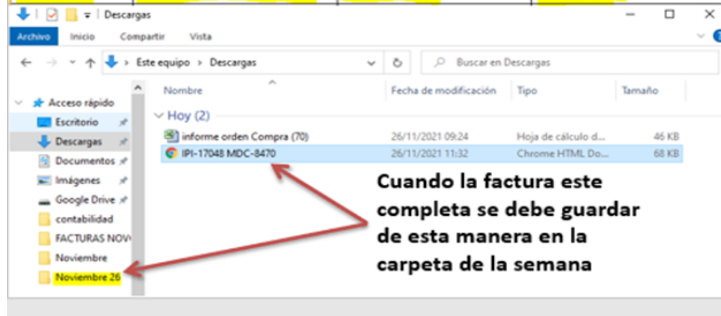 Descargas
Archivo Inicio Compartir Vista
Este equipo > Descargas Buscar en Descargas
Nombre Fecha de modificación Tipo Tamaño
Acceso rápido
Hoy (2)
Escritorio
informe orden Compra (70) 26/11/2021 09:24 Hoja de cálculo d... 46 KB
Descargas
IPI-17048 MDC-8470 26/11/2021 11:32 Chrome HTML Do... 68 KB
Documentos
Imágenes
Google Drive
contabilidad
FACTURAS NOV
Noviembre
Noviembre 26
Cuando la factura este
completa se debe guardar
de esta manera en la
carpeta de la semana